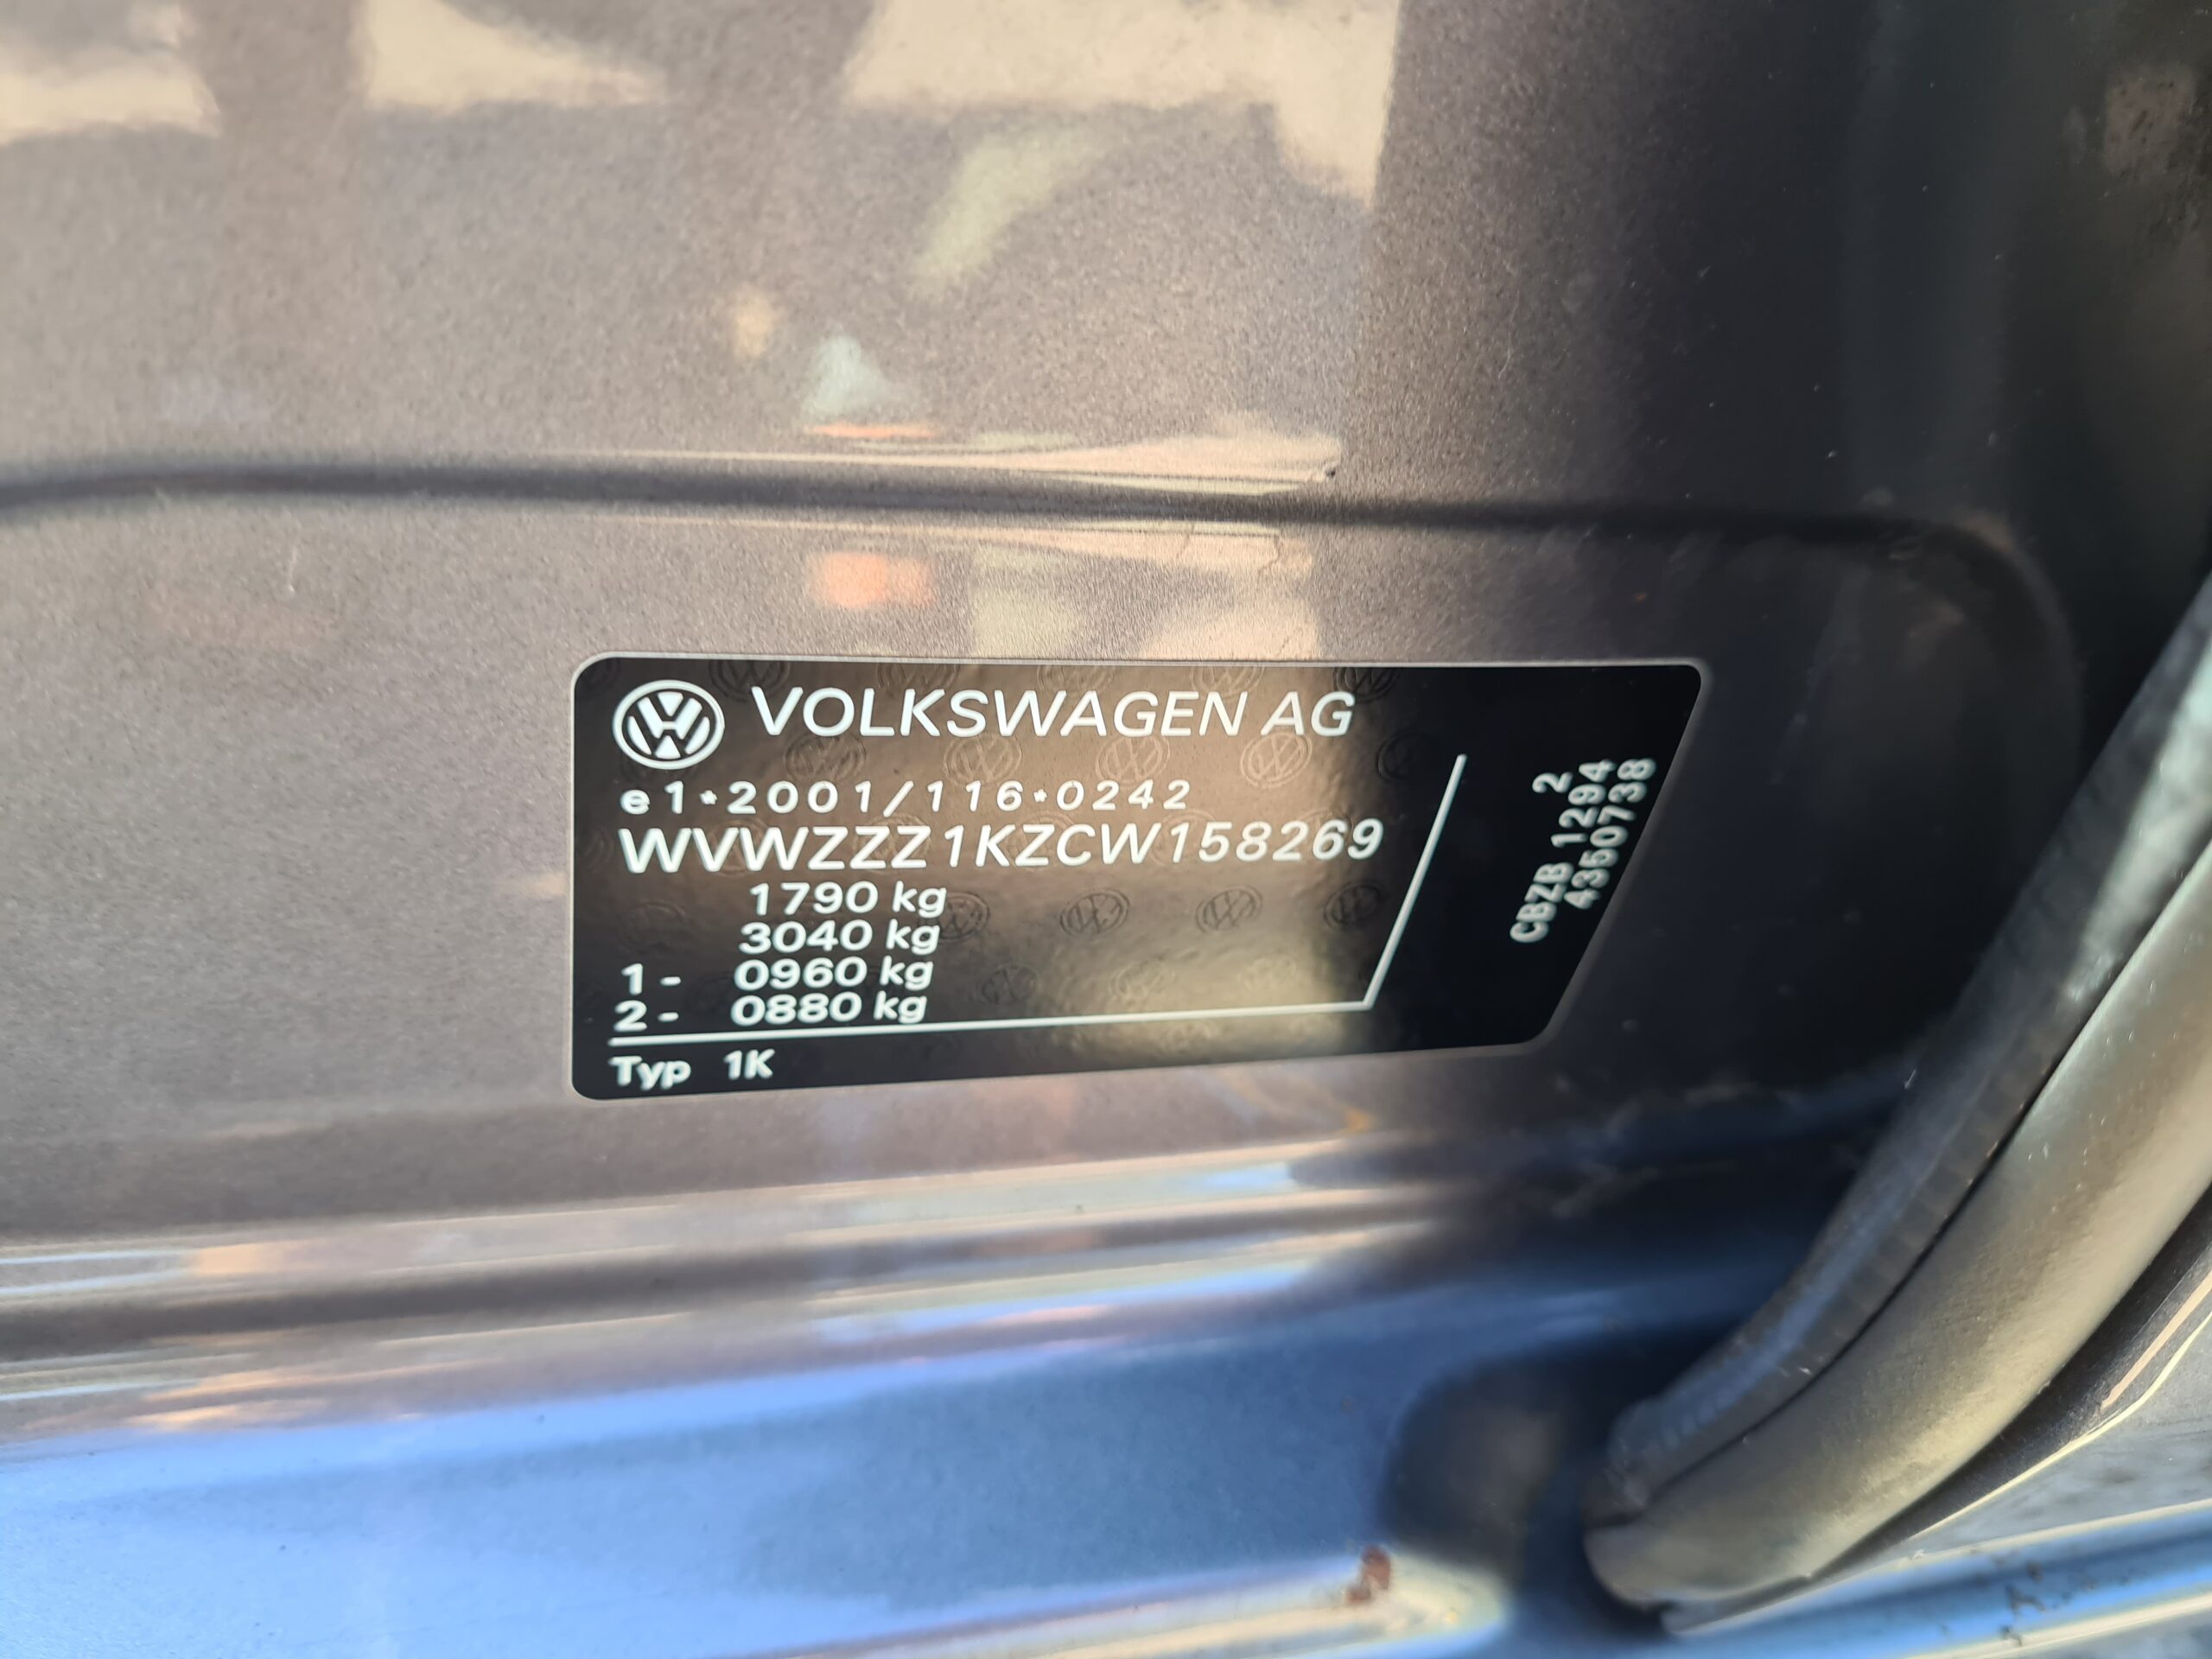 VOLKSWAGEN AG
e1*2001/116*0242
WVWZZZ1KZCW158269
1790 kg
3040 kg
1- 0960 kg
2- 0880 kg
Typ 1K
2
CBZB 1294
4350738